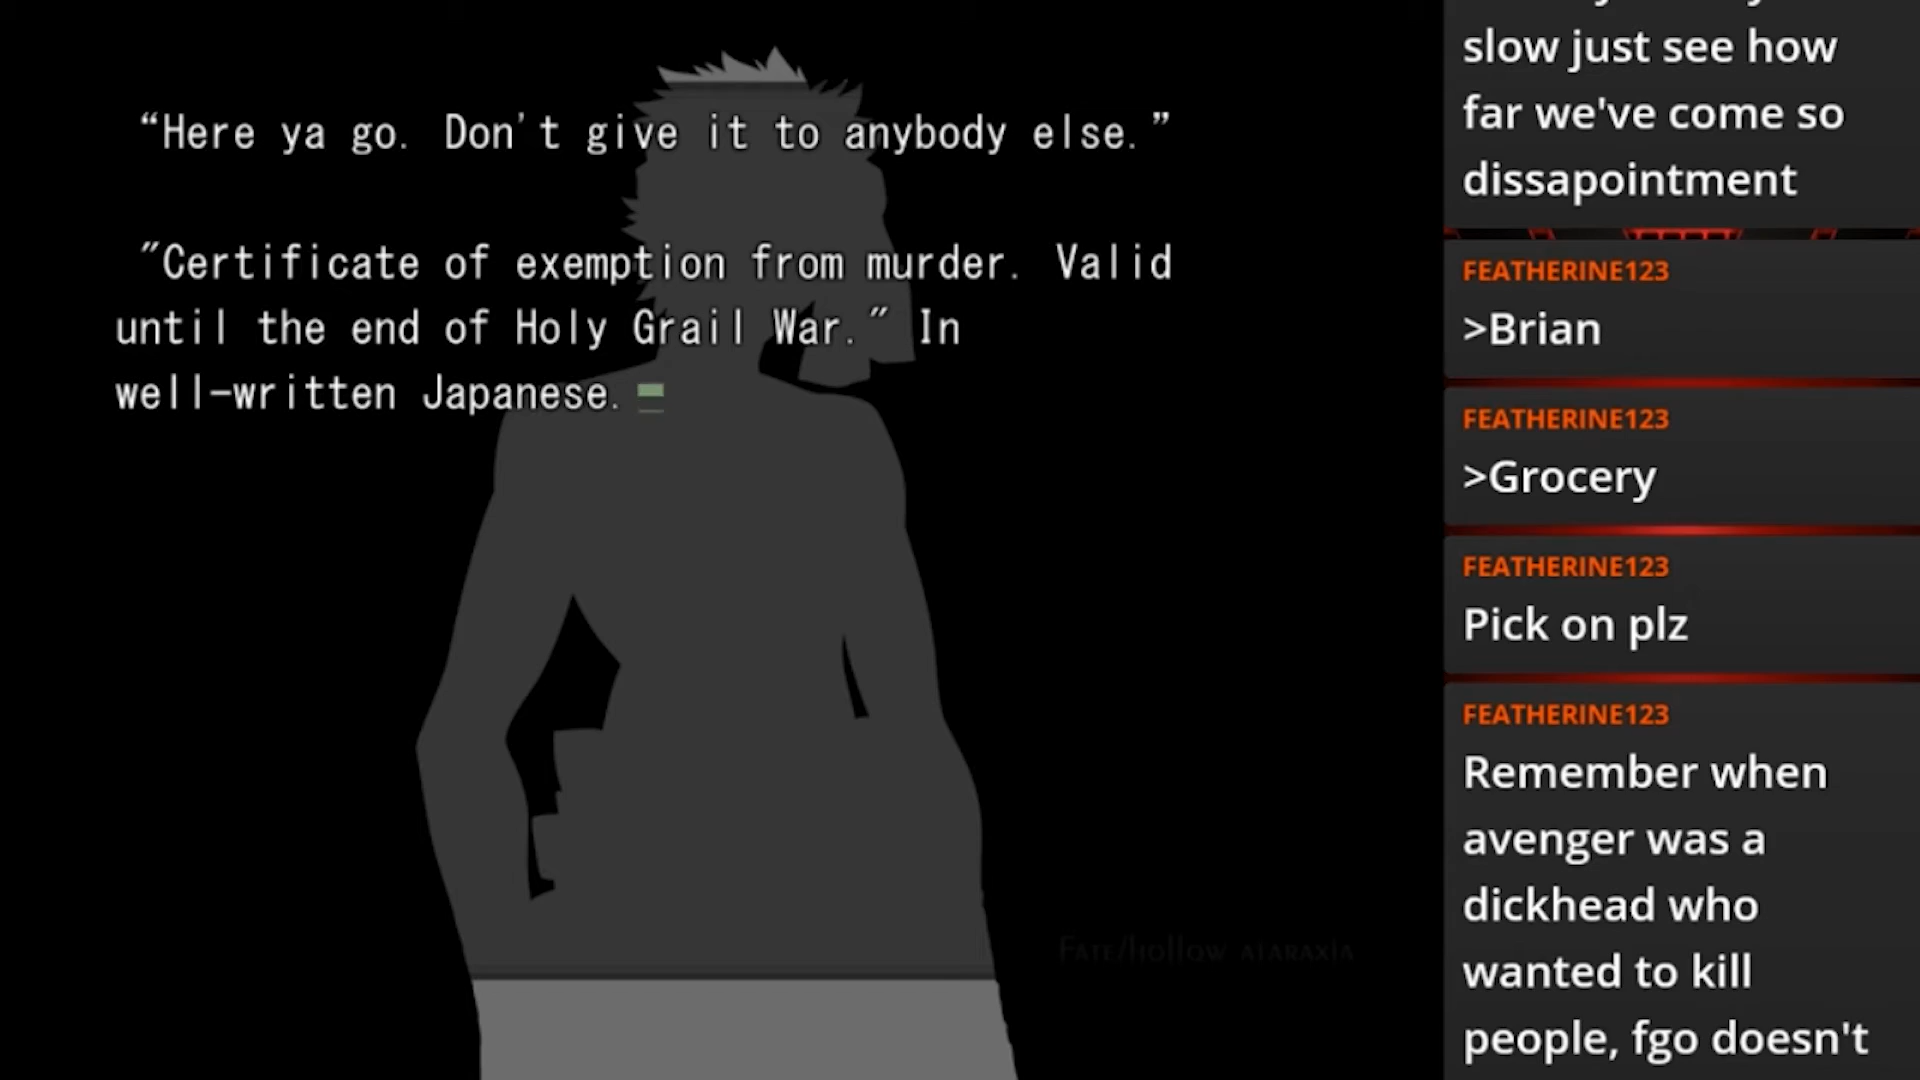 “Here ya go. Don't give it to anybody else.”
"Certificate of exemption from murder. Valid
until the end of Holy Grail War." In
well-written Japanese.
Fate/hollow ataraxia
slow just see how
far we've come so
dissapointment
FEATHERINE123
>Brian
FEATHERINE123
>Grocery
FEATHERINE123
Pick on plz
FEATHERINE123
Remember when
avenger was a
dickhead who
wanted to kill
people, fgo doesn't